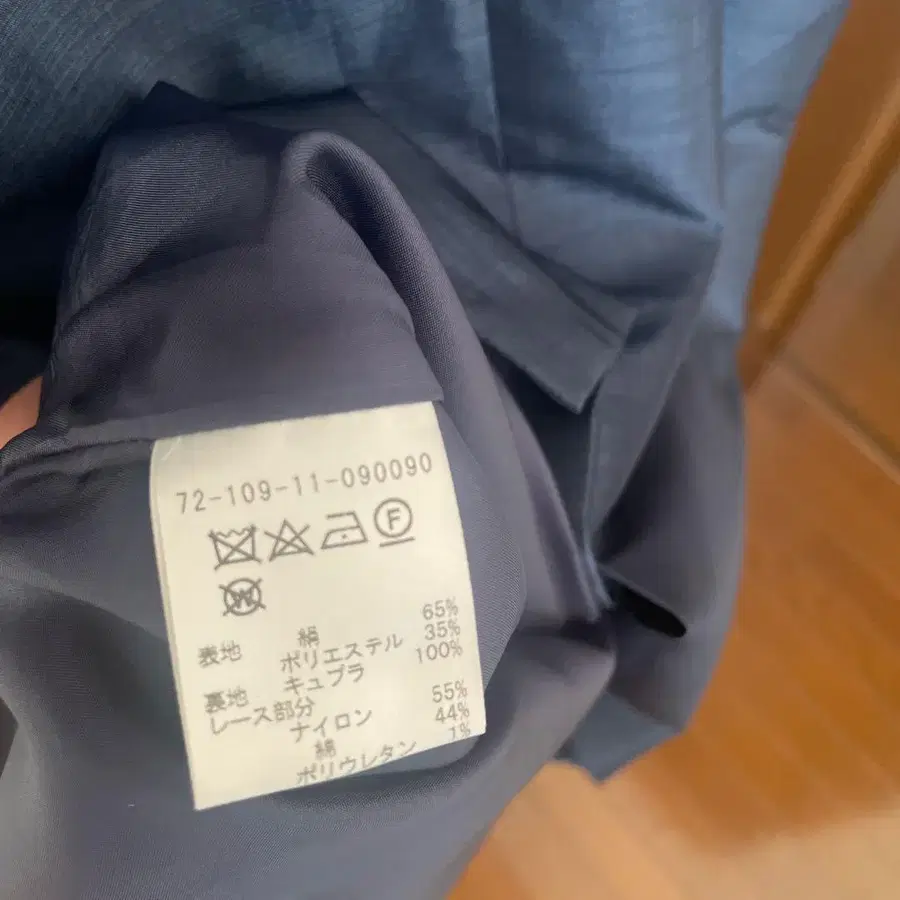 72-109-11-090090
F
W
表地 絹 65%
ポリエステル 35%
裏地 キュプラ 100%
レース部分
ナイロン 55%
綿 44%
ポリウレタン 1%